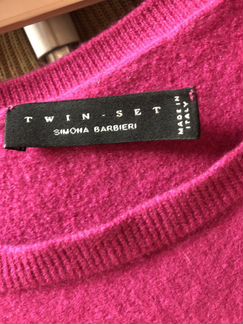 TWIN-SET
SIMONA BARBIERI
MADE IN
ITALY